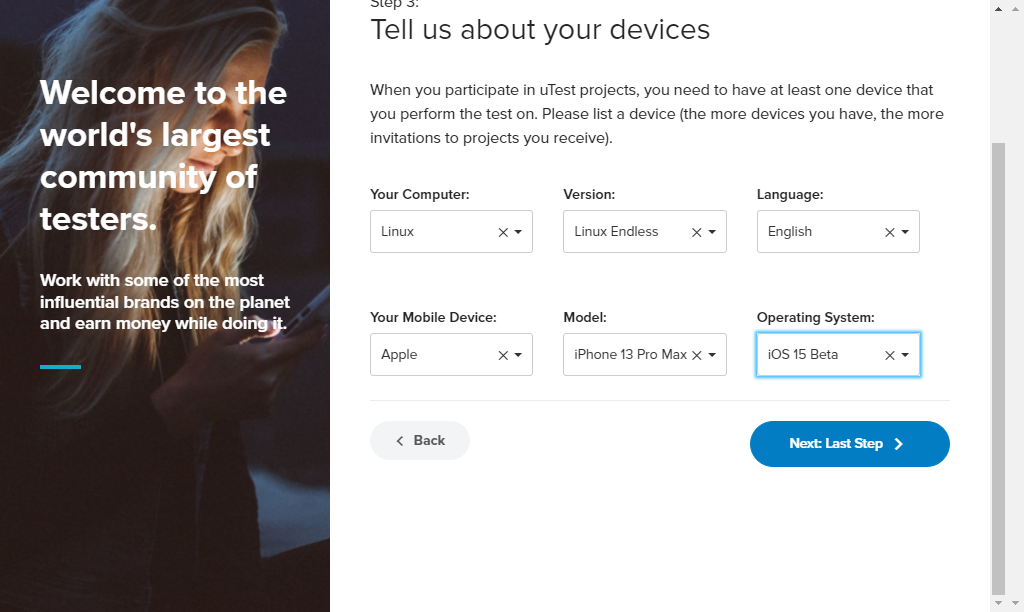 Welcome to the
world's largest
community of
testers.
Work with some of the most
influential brands on the planet
and earn money while doing it.
Step 3:
Tell us about your devices
When you participate in uTest projects, you need to have at least one device that
you perform the test on. Please list a device (the more devices you have, the more
invitations to projects you receive).
Your Computer: Version: Language:
Linux Linux Endless English
Your Mobile Device: Model: Operating System:
Apple iPhone 13 Pro Max iOS 15 Beta
Back Next: Last Step